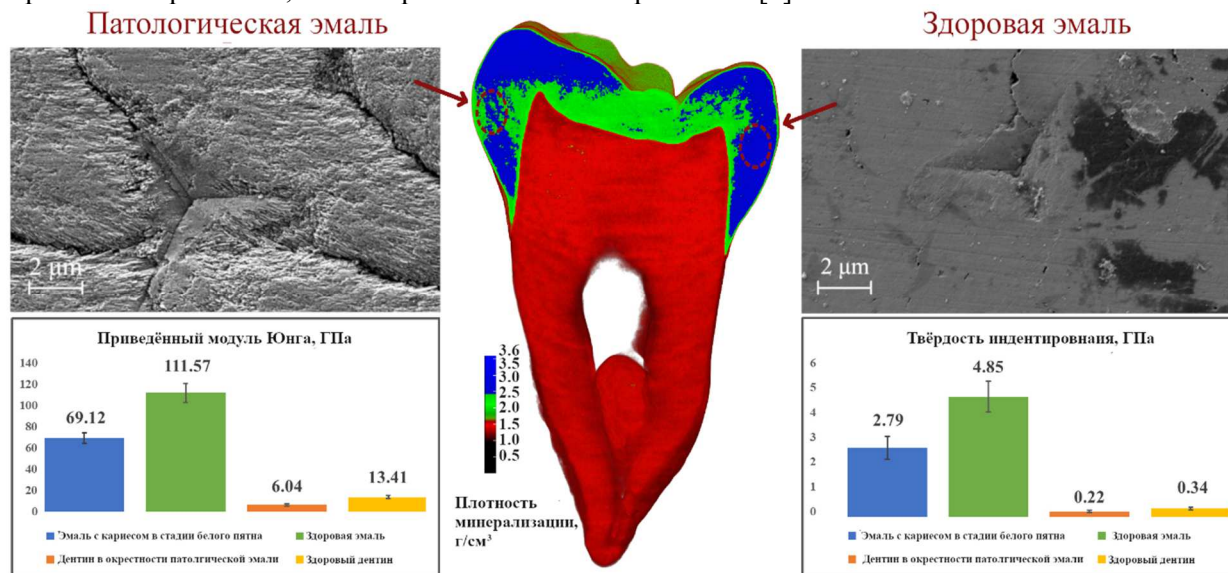 Патологическая эмаль
Здоровая эмаль
2 μm
2 μm
Приведённый модуль Юнга, ГПа
140
120
100
80
60
40
20
0
69.12
111.57
6.04
13.41
Эмаль с кариесом в стадии белого пятна
Здоровая эмаль
Дентин в окрестности патолгической эмали
Здоровый дентин
3.6
3.5
3.0
2.5
2.0
1.5
1.0
0.5
Плотность
минерализации,
г/см³
Твёрдость индентировнаия, ГПа
6
5
4
3
2
1
0
2.79
4.85
0.22
0.34
Эмаль с кариесом в стадии белого пятна
Здоровая эмаль
Дентин в окрестности патолгической эмали
Здоровый дентин